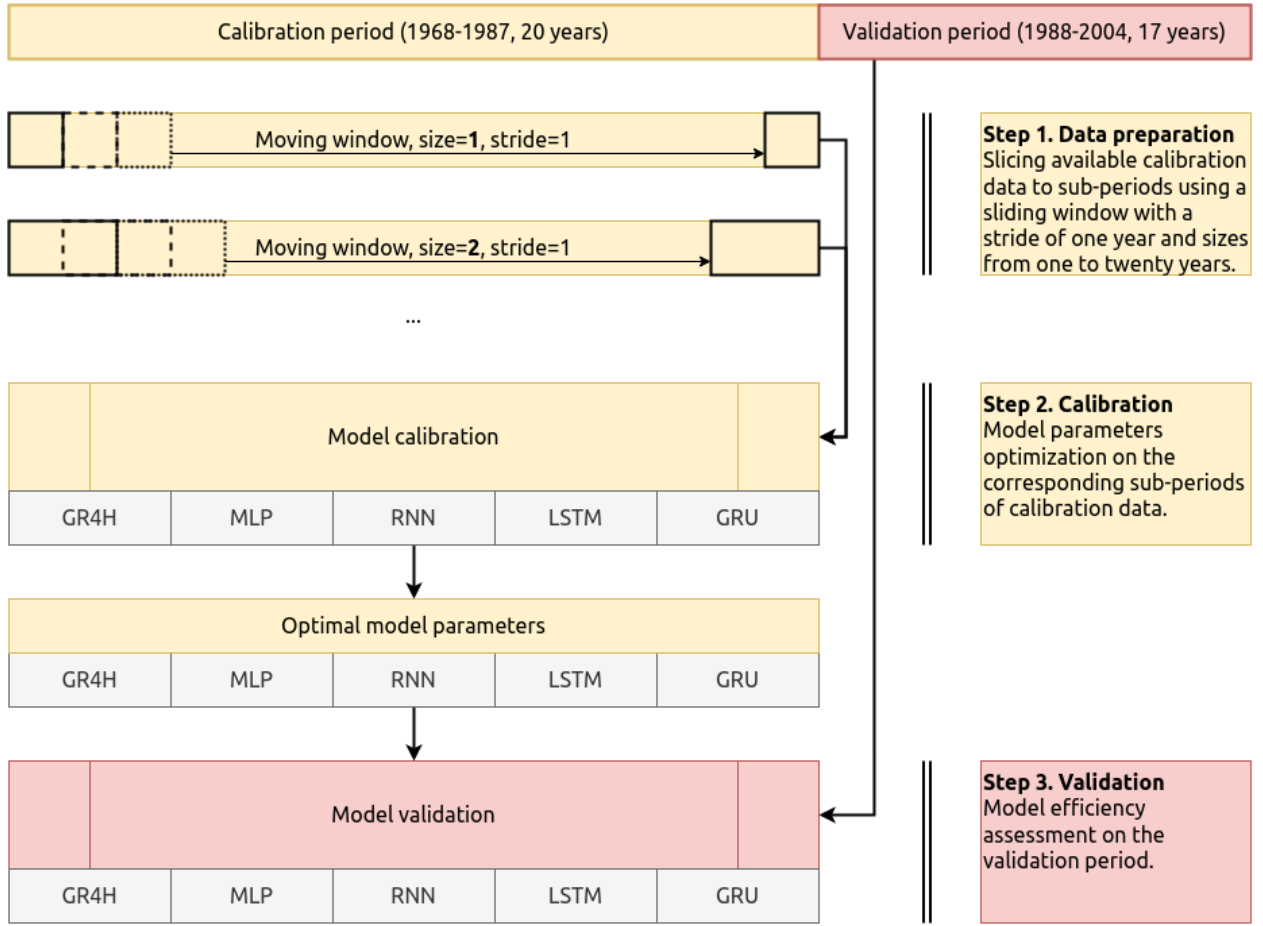 Calibration period (1968-1987, 20 years)
Validation period (1988-2004, 17 years)
Moving window, size=1, stride=1
Step 1. Data preparation
Slicing available calibration
data to sub-periods using a
sliding window with a
stride of one year and sizes
from one to twenty years.
Moving window, size=2, stride=1
...
Model calibration
GR4H
MLP
RNN
LSTM
GRU
Step 2. Calibration
Model parameters
optimization on the
corresponding sub-periods
of calibration data.
Optimal model parameters
GR4H
MLP
RNN
LSTM
GRU
Model validation
GR4H
MLP
RNN
LSTM
GRU
Step 3. Validation
Model efficiency
assessment on the
validation period.